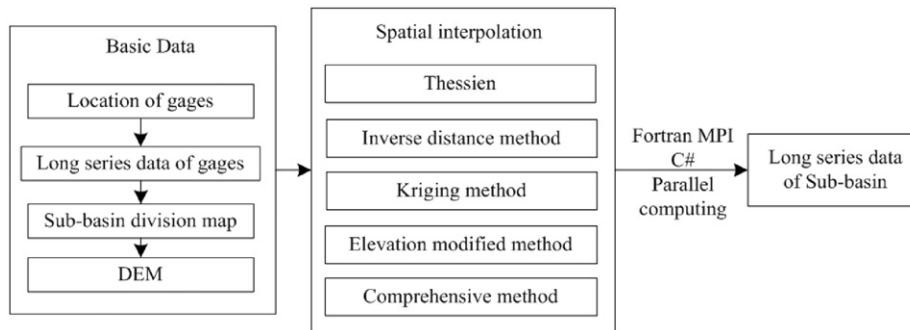 Basic Data
Location of gages
Long series data of gages
Sub-basin division map
DEM
Spatial interpolation
Thessien
Inverse distance method
Kriging method
Elevation modified method
Comprehensive method
Fortran MPI
C#
Parallel
computing
Long series data
of Sub-basin